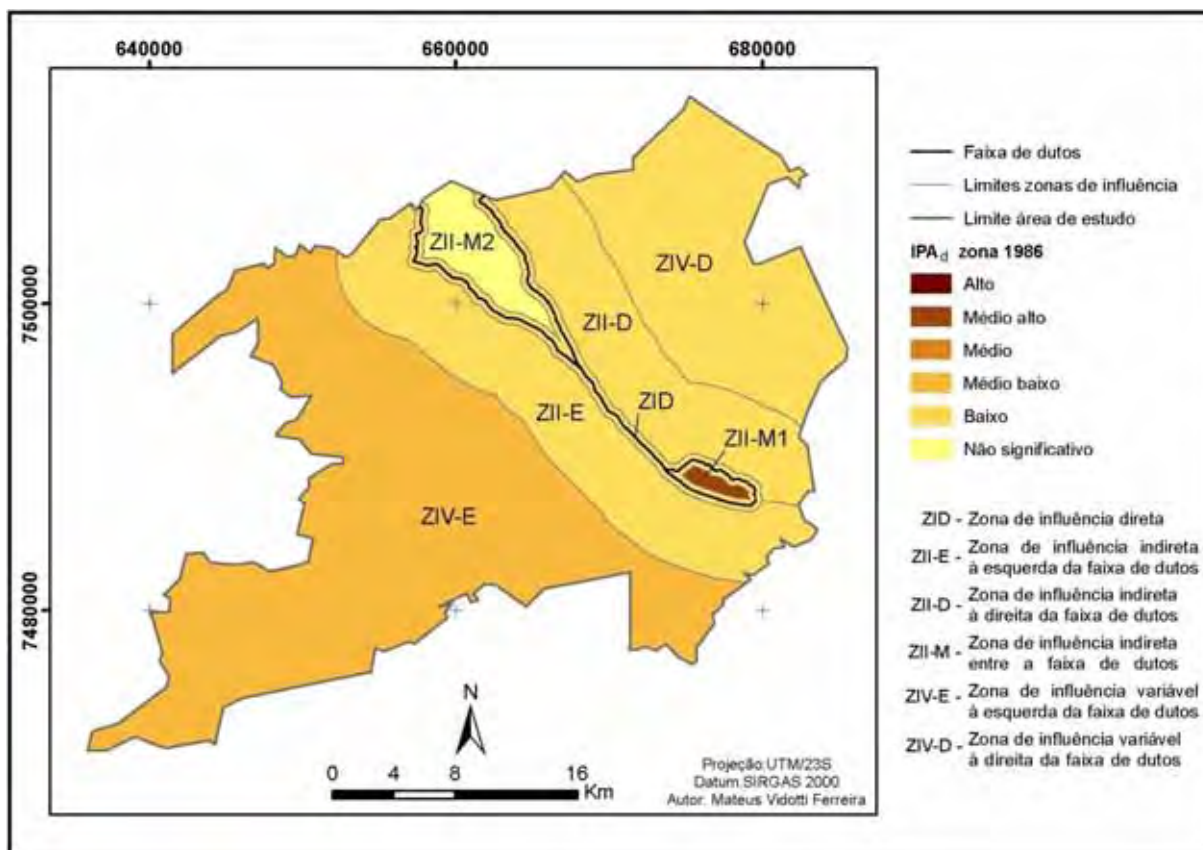 640000
660000
680000
7500000
7480000
ZII-M2
ZIV-D
ZII-D
ZII-E
ZID
ZII-M1
ZIV-E
N
0 4 8 16
Km
Projeção:UTM/23S
Datum:SIRGAS 2000
Autor: Mateus Vidotti Ferreira
Faixa de dutos
Limites zonas de influência
Limite área de estudo
IPAd zona 1986
Alto
Médio alto
Médio
Médio baixo
Baixo
Não significativo
ZID - Zona de influência direta
ZII-E - Zona de influência indireta
à esquerda da faixa de dutos
ZII-D - Zona de influência indireta
à direita da faixa de dutos
ZII-M - Zona de influência indireta
entre a faixa de dutos
ZIV-E - Zona de influência variável
à esquerda da faixa de dutos
ZIV-D - Zona de influência variável
à direita da faixa de dutos